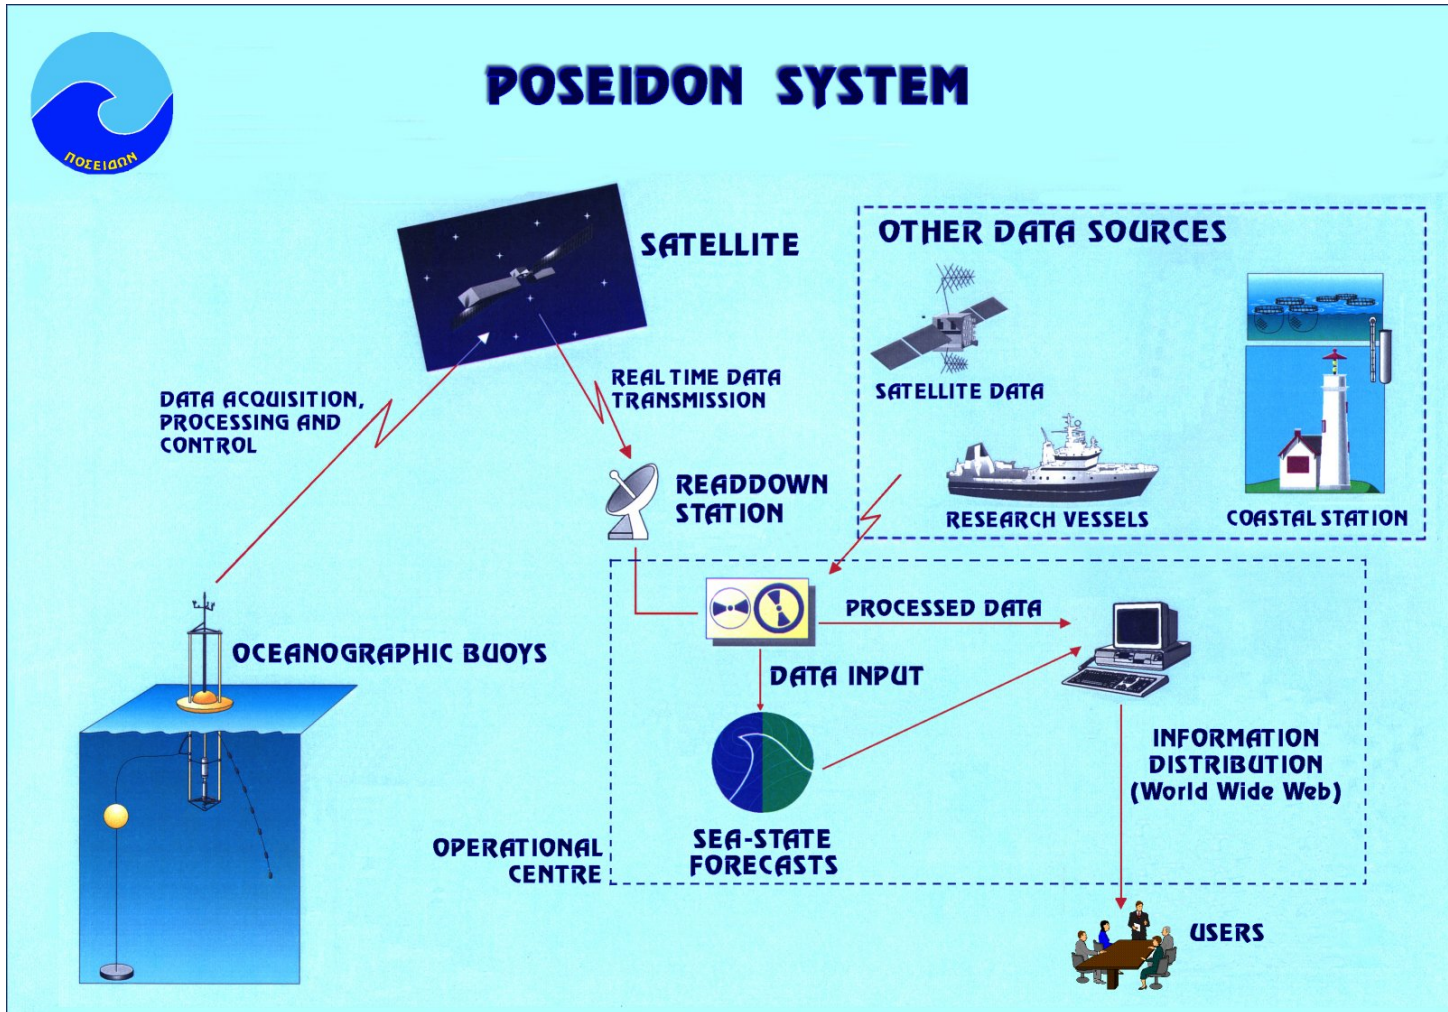 POSEIDON SYSTEM
ΠΟΣΕΙΔΩΝ
SATELLITE
OTHER DATA SOURCES
SATELLITE DATA
REAL TIME DATA
TRANSMISSION
DATA ACQUISITION,
PROCESSING AND
CONTROL
READDOWN
STATION
RESEARCH VESSELS
COASTAL STATION
PROCESSED DATA
OCEANOGRAPHIC BUOYS
DATA INPUT
INFORMATION
DISTRIBUTION
(World Wide Web)
SEA-STATE
FORECASTS
OPERATIONAL
CENTRE
USERS